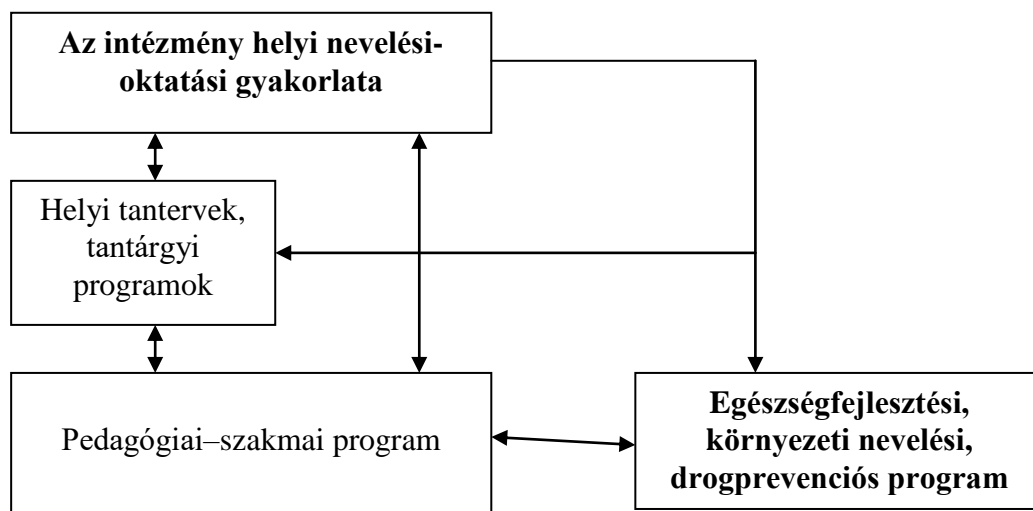 Az intézmény helyi nevelési-
oktatási gyakorlata
Helyi tantervek,
tantárgyi
programok
Pedagógiai–szakmai program
Egészségfejlesztési,
környezeti nevelési,
drogprevenciós program